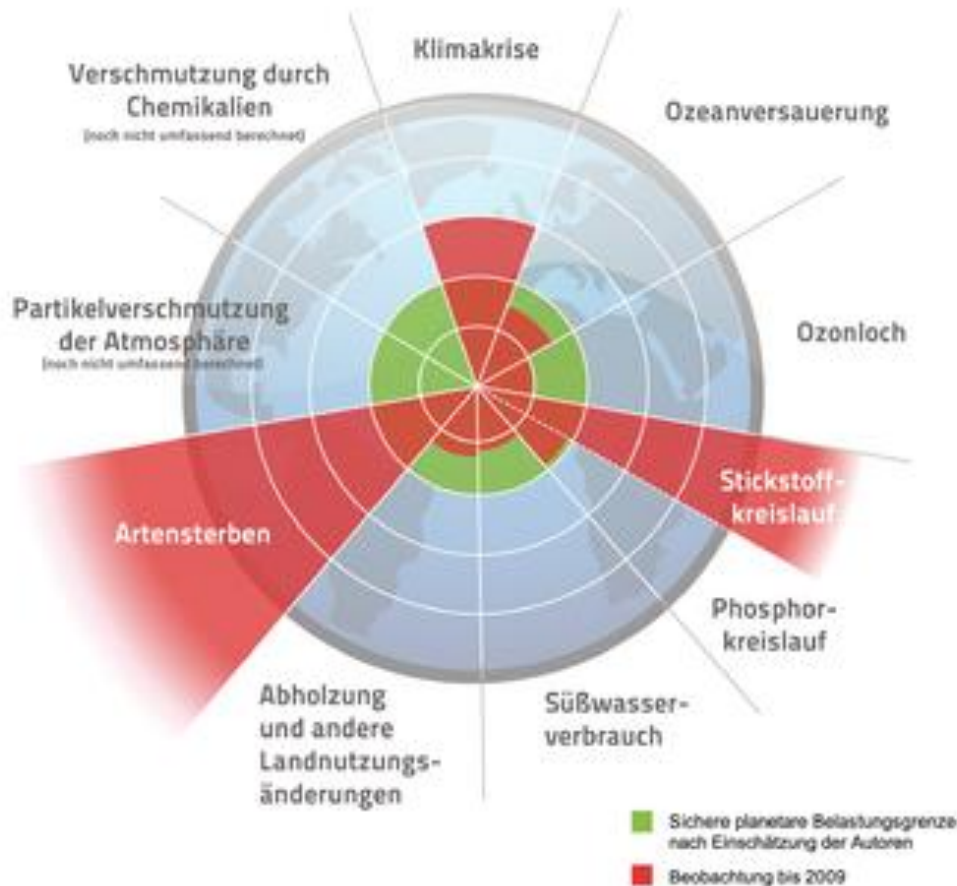 Klimakrise
Verschmutzung durch
Chemikalien
(noch nicht umfassend berechnet)
Ozeanversauerung
Partikelverschmutzung
der Atmosphäre
(noch nicht umfassend berechnet)
Ozonloch
Stickstoff-
kreislauf
Artensterben
Phosphor-
kreislauf
Abholzung
und andere
Landnutzungs-
änderungen
Süßwasser-
verbrauch
Sichere planetare Belastungsgrenze
nach Einschätzung der Autoren
Beobachtung bis 2009